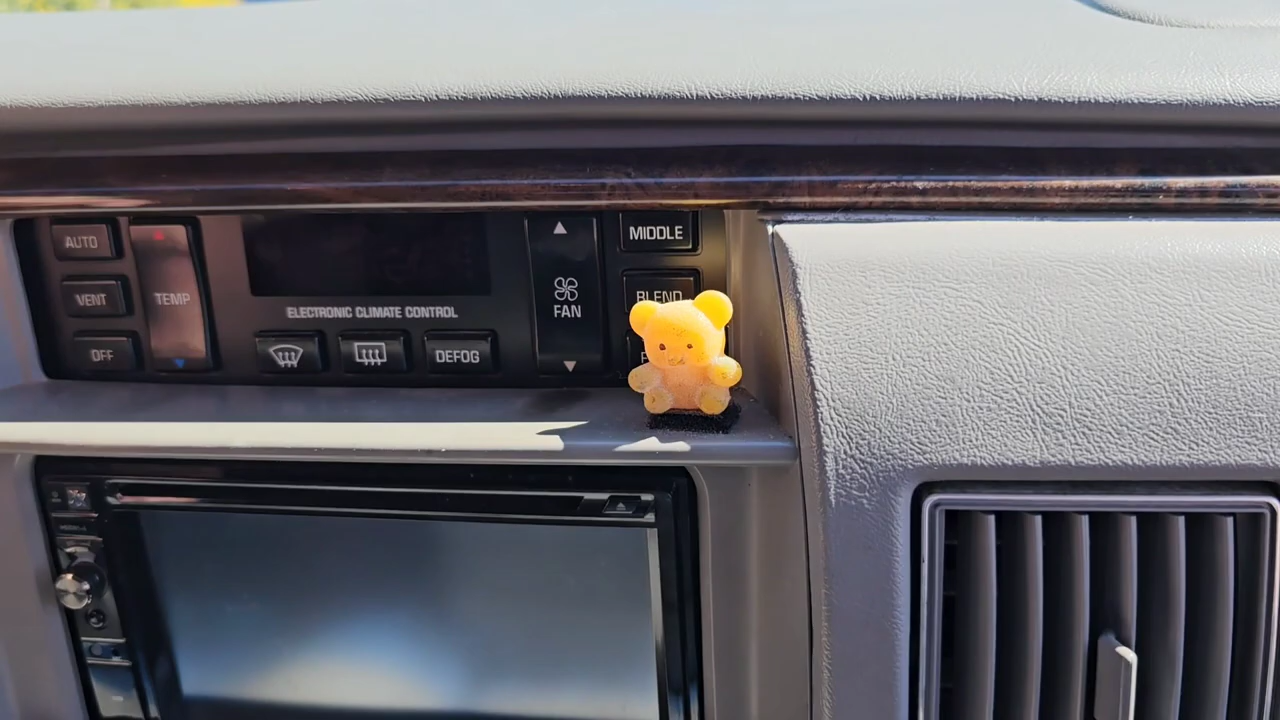 AUTO
VENT
OFF
TEMP
ELECTRONIC CLIMATE CONTROL
DEFOG
FAN
MIDDLE
BLEND